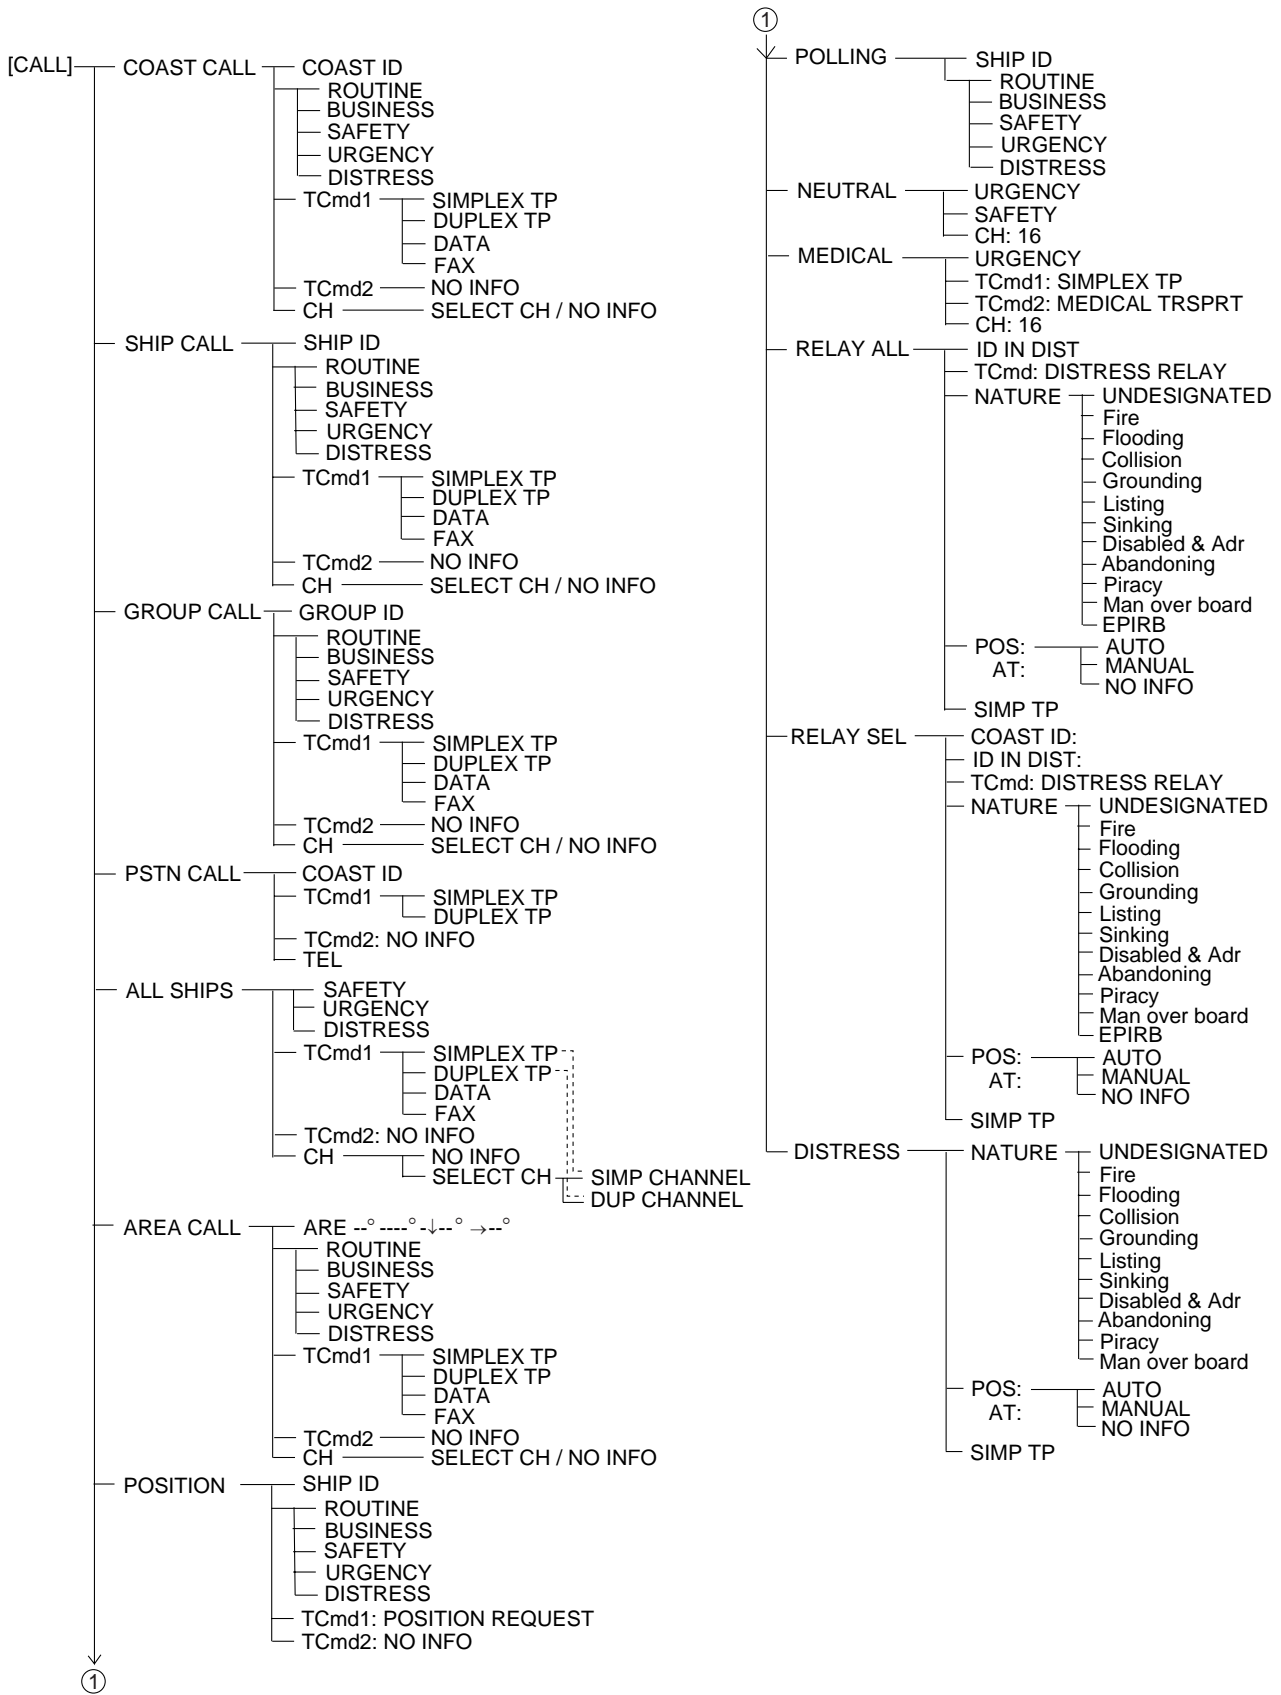 [CALL]
COAST CALL
COAST ID
ROUTINE
BUSINESS
SAFETY
URGENCY
DISTRESS
TCmd1
SIMPLEX TP
DUPLEX TP
DATA
FAX
TCmd2
NO INFO
CH
SELECT CH / NO INFO
SHIP CALL
SHIP ID
ROUTINE
BUSINESS
SAFETY
URGENCY
DISTRESS
TCmd1
SIMPLEX TP
DUPLEX TP
DATA
FAX
TCmd2
NO INFO
CH
SELECT CH / NO INFO
GROUP CALL
GROUP ID
ROUTINE
BUSINESS
SAFETY
URGENCY
DISTRESS
TCmd1
SIMPLEX TP
DUPLEX TP
DATA
FAX
TCmd2
NO INFO
CH
SELECT CH / NO INFO
PSTN CALL
COAST ID
TCmd1
SIMPLEX TP
DUPLEX TP
TCmd2: NO INFO
TEL
ALL SHIPS
SAFETY
URGENCY
DISTRESS
TCmd1
SIMPLEX TP
DUPLEX TP
DATA
FAX
TCmd2: NO INFO
CH
NO INFO
SELECT CH
SIMP CHANNEL
DUP CHANNEL
AREA CALL
ARE --° ----°-↓--° →--°
ROUTINE
BUSINESS
SAFETY
URGENCY
DISTRESS
TCmd1
SIMPLEX TP
DUPLEX TP
DATA
FAX
TCmd2
NO INFO
CH
SELECT CH / NO INFO
POSITION
SHIP ID
ROUTINE
BUSINESS
SAFETY
URGENCY
DISTRESS
TCmd1: POSITION REQUEST
TCmd2: NO INFO
1
1
POLLING
SHIP ID
ROUTINE
BUSINESS
SAFETY
URGENCY
DISTRESS
NEUTRAL
URGENCY
SAFETY
CH: 16
MEDICAL
URGENCY
TCmd1: SIMPLEX TP
TCmd2: MEDICAL TRSPRT
CH: 16
RELAY ALL
ID IN DIST
TCmd: DISTRESS RELAY
NATURE
UNDESIGNATED
Fire
Flooding
Collision
Grounding
Listing
Sinking
Disabled & Adr
Abandoning
Piracy
Man over board
EPIRB
POS:
AUTO
AT:
MANUAL
NO INFO
SIMP TP
RELAY SEL
COAST ID:
ID IN DIST:
TCmd: DISTRESS RELAY
NATURE
UNDESIGNATED
Fire
Flooding
Collision
Grounding
Listing
Sinking
Disabled & Adr
Abandoning
Piracy
Man over board
EPIRB
POS:
AUTO
AT:
MANUAL
NO INFO
SIMP TP
DISTRESS
NATURE
UNDESIGNATED
Fire
Flooding
Collision
Grounding
Listing
Sinking
Disabled & Adr
Abandoning
Piracy
Man over board
POS:
AUTO
AT:
MANUAL
NO INFO
SIMP TP